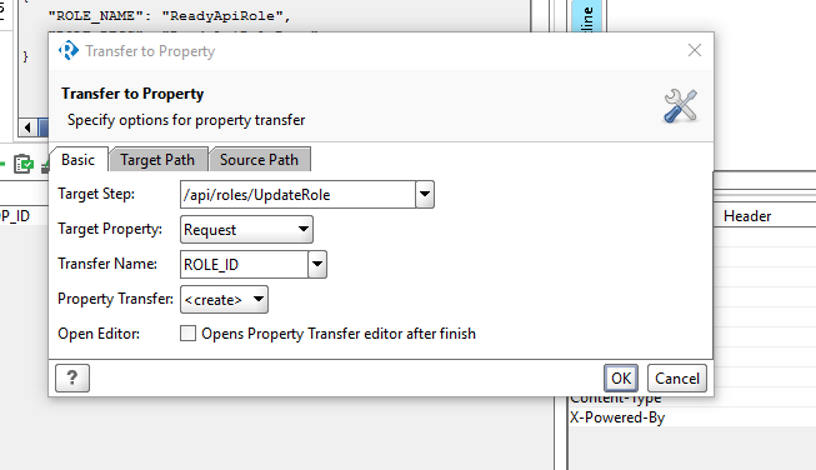 "ROLE_NAME": "ReadyApiRole",
}
Transfer to Property
Transfer to Property
Specify options for property transfer
Basic
Target Path
Source Path
Target Step:
/api/roles/UpdateRole
Target Property:
Request
Transfer Name:
ROLE_ID
Property Transfer:
<create>
Open Editor:
Opens Property Transfer editor after finish
?
OK
Cancel
P_ID
Header
Content-Type
X-Powered-By